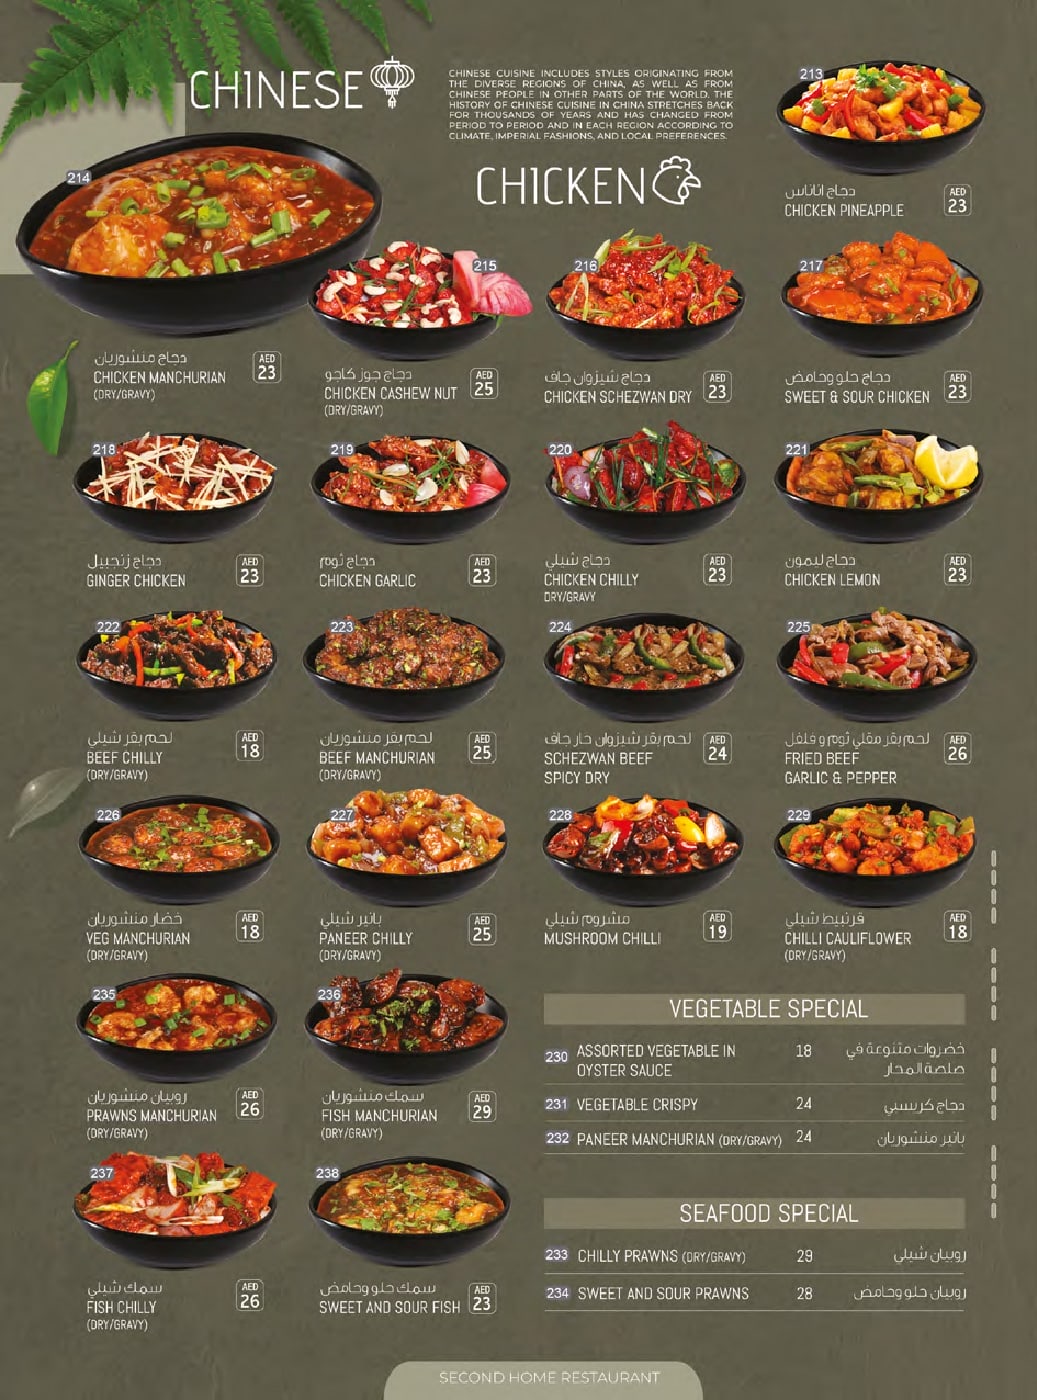 CHINESE
CHINESE CUISINE INCLUDES STYLES ORIGINATING FROM
THE DIVERSE REGIONS OF CHINA, AS WELL AS FROM
CHINESE PEOPLE IN OTHER PARTS OF THE WORLD. THE
HISTORY OF CHINESE CUISINE IN CHINA STRETCHES BACK
FOR THOUSANDS OF YEARS AND HAS CHANGED FROM
PERIOD TO PERIOD AND IN EACH REGION ACCORDING TO
CLIMATE, IMPERIAL FASHIONS, AND LOCAL PREFERENCES.
CHICKEN
213
دجاج اناناس
CHICKEN PINEAPPLE
AED
23
214
دجاج منشوريان
CHICKEN MANCHURIAN
(DRY/GRAVY)
AED
23
215
دجاج جوز كاجو
CHICKEN CASHEW NUT
(DRY/GRAVY)
AED
25
216
دجاج شيزوان جاف
CHICKEN SCHEZWAN DRY
AED
23
217
دجاج حلو وحامض
SWEET & SOUR CHICKEN
AED
23
218
دجاج زنجبيل
GINGER CHICKEN
AED
23
219
دجاج ثوم
CHICKEN GARLIC
AED
23
220
دجاج شيلي
CHICKEN CHILLY
DRY/GRAVY
AED
23
221
دجاج ليمون
CHICKEN LEMON
AED
23
222
لحم بقر شيلي
BEEF CHILLY
(DRY/GRAVY)
AED
18
223
لحم بقر منشوريان
BEEF MANCHURIAN
(DRY/GRAVY)
AED
25
224
لحم بقر شيزوان حار جاف
SCHEZWAN BEEF
SPICY DRY
AED
24
225
لحم بقر مقلي ثوم و فلفل
FRIED BEEF
GARLIC & PEPPER
AED
26
226
خضار منشوريان
VEG MANCHURIAN
(DRY/GRAVY)
AED
18
227
بانير شيلي
PANEER CHILLY
(DRY/GRAVY)
AED
25
228
مشروم شيلي
MUSHROOM CHILLI
AED
19
229
قرنبيط شيلي
CHILLI CAULIFLOWER
(DRY/GRAVY)
AED
18
235
روبيان منشوريان
PRAWNS MANCHURIAN
(DRY/GRAVY)
AED
26
236
سمك منشوريان
FISH MANCHURIAN
(DRY/GRAVY)
AED
29
237
سمك شيلي
FISH CHILLY
(DRY/GRAVY)
AED
26
238
سمك حلو وحامض
SWEET AND SOUR FISH
AED
23
VEGETABLE SPECIAL
230 ASSORTED VEGETABLE IN 18 خضروات متنوعة في
OYSTER SAUCE صلصة المحار
231 VEGETABLE CRISPY 24 دجاج كريسبي
232 PANEER MANCHURIAN (DRY/GRAVY) 24 بانير منشوريان
SEAFOOD SPECIAL
233 CHILLY PRAWNS (DRY/GRAVY) 29 روبيان شيلي
234 SWEET AND SOUR PRAWNS 28 روبيان حلو وحامض
SECOND HOME RESTAURANT